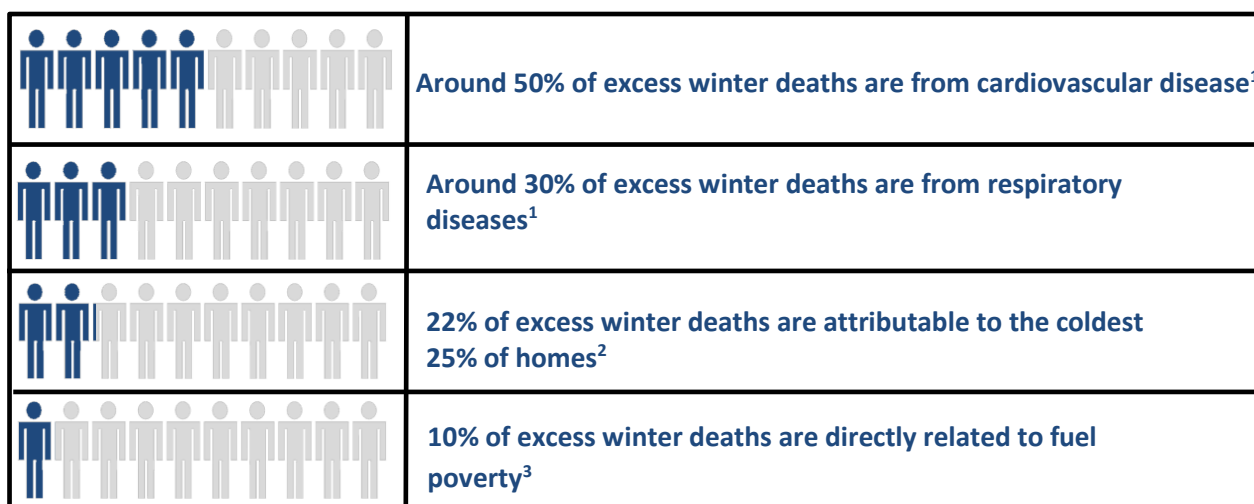 Around 50% of excess winter deaths are from cardiovascular disease¹
Around 30% of excess winter deaths are from respiratory
diseases¹
22% of excess winter deaths are attributable to the coldest
25% of homes²
10% of excess winter deaths are directly related to fuel
poverty³